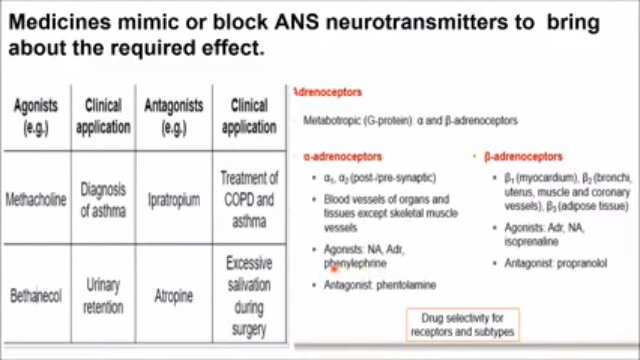 Medicines mimic or block ANS neurotransmitters to bring
about the required effect.
Agonists
(e.g.)
Clinical
application
Antagonists
(e.g.)
Clinical
application
Methacholine
Diagnosis
of asthma
Ipratropium
Treatment of
COPD and
asthma
Bethanecol
Urinary
retention
Atropine
Excessive
salivation
during
surgery
Adrenoceptors
Metabotropic (G-protein): α and β-adrenoceptors
α-adrenoceptors
α₁, α₂ (post-/pre-synaptic)
Blood vessels of organs and
tissues except skeletal muscle
vessels
Agonists: NA, Adr,
phenylephrine
Antagonist: phentolamine
β-adrenoceptors
β₁ (myocardium), β₂ (bronchi,
uterus, muscle and coronary
vessels), β₃ (adipose tissue)
Agonists: Adr, NA,
isoprenaline
Antagonist: propranolol
Drug selectivity for
receptors and subtypes